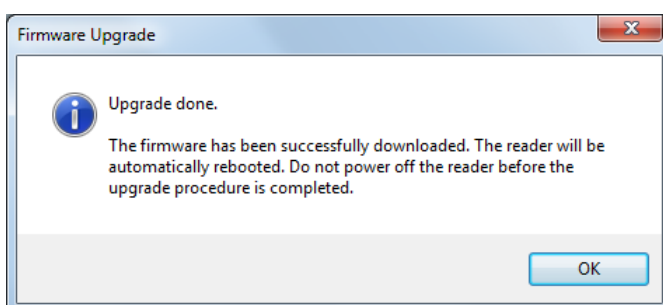 Firmware Upgrade
Upgrade done.
The firmware has been successfully downloaded. The reader will be
automatically rebooted. Do not power off the reader before the
upgrade procedure is completed.
OK